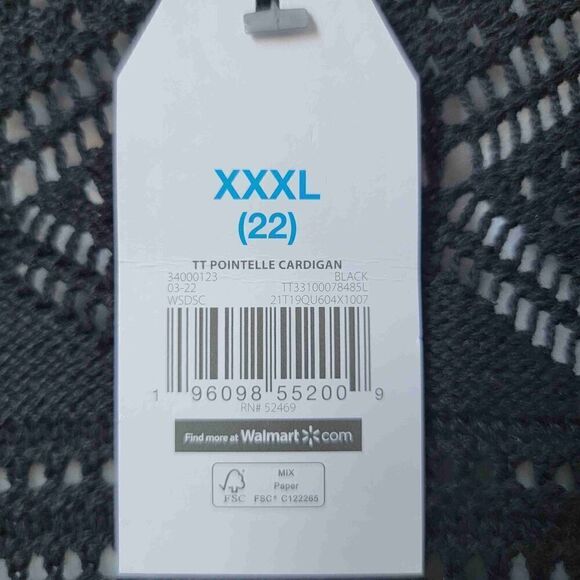 XXXL
(22)
TT POINTELLE CARDIGAN
34000123 BLACK
03-22 TT33100078485L
WSDSC 21T19QU604X1007
1 96098 55200 9
RN# 52469
Find more at Walmart com
FSC
MIX
Paper
FSC® C122265